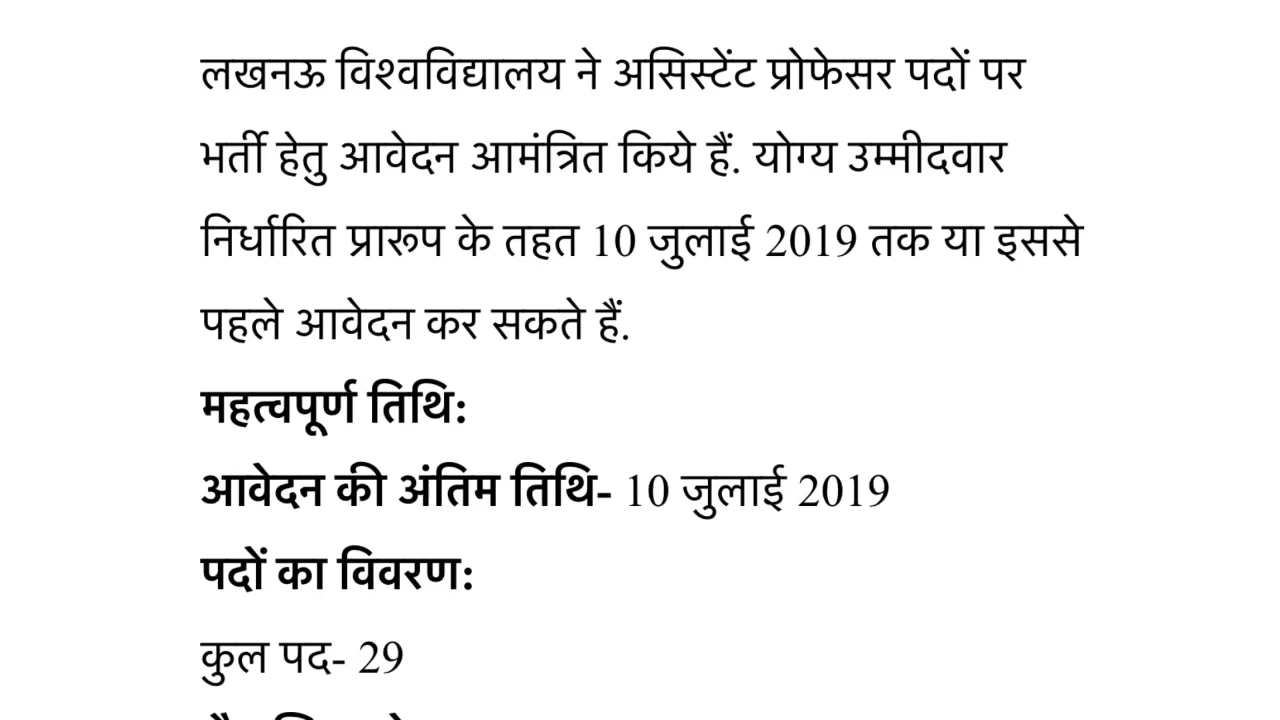 लखनऊ विश्वविद्यालय ने असिस्टेंट प्रोफेसर पदों पर
भर्ती हेतु आवेदन आमंत्रित किये हैं. योग्य उम्मीदवार
निर्धारित प्रारूप के तहत 10 जुलाई 2019 तक या इससे
पहले आवेदन कर सकते हैं.
महत्वपूर्ण तिथि:
आवेदन की अंतिम तिथि- 10 जुलाई 2019
पदों का विवरण:
कुल पद- 29